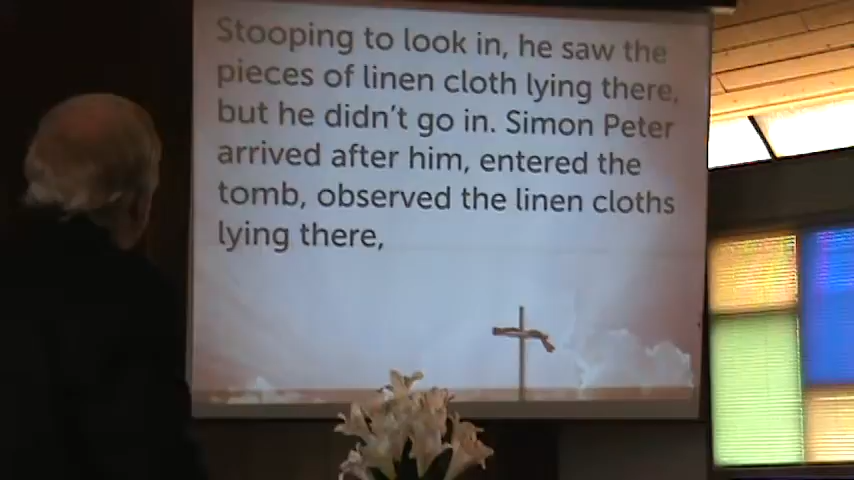 Stooping to look in, he saw the
pieces of linen cloth lying there,
but he didn't go in. Simon Peter
arrived after him, entered the
tomb, observed the linen cloths
lying there,